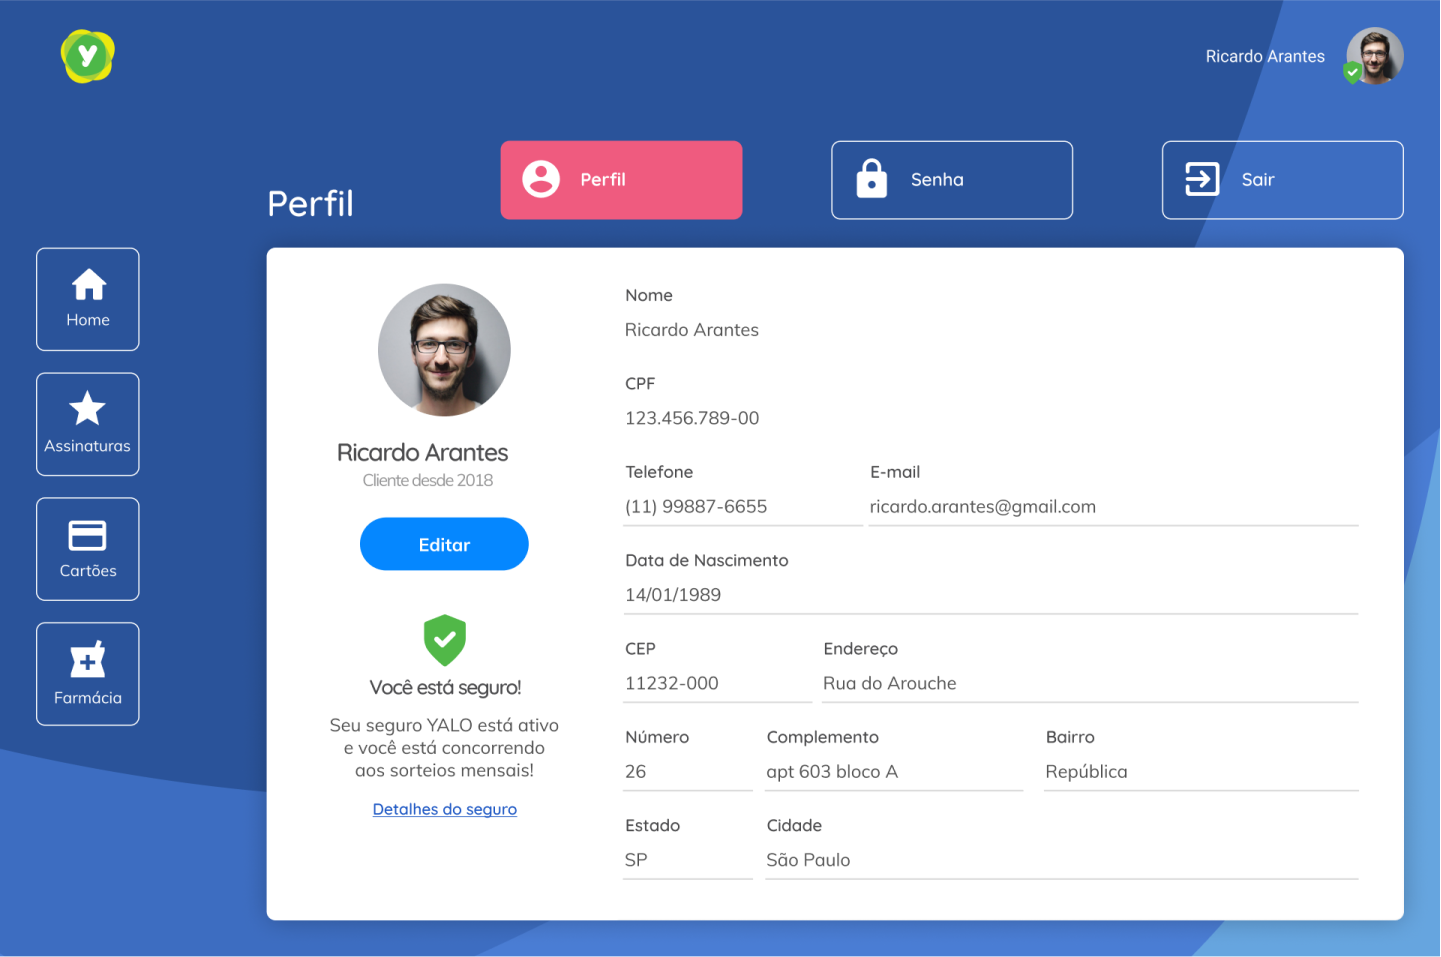 y
Ricardo Arantes
Perfil
Perfil
Senha
Sair
Home
Assinaturas
Cartões
Farmácia
Ricardo Arantes
Cliente desde 2018
Editar
Você está seguro!
Seu seguro YALO está ativo
e você está concorrendo
aos sorteios mensais!
Detalhes do seguro
Nome
Ricardo Arantes
CPF
123.456.789-00
Telefone E-mail
(11) 99887-6655 ricardo.arantes@gmail.com
Data de Nascimento
14/01/1989
CEP Endereço
11232-000 Rua do Arouche
Número Complemento Bairro
26 apt 603 bloco A República
Estado Cidade
SP São Paulo